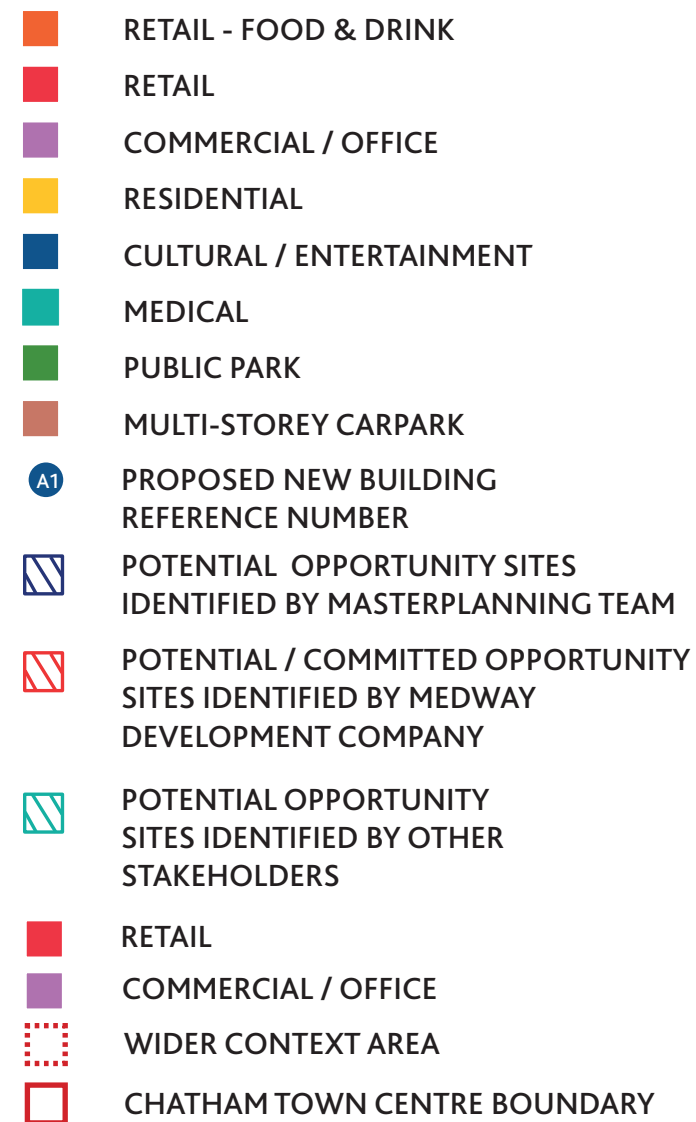 RETAIL - FOOD & DRINK
RETAIL
COMMERCIAL / OFFICE
RESIDENTIAL
CULTURAL / ENTERTAINMENT
MEDICAL
PUBLIC PARK
MULTI-STOREY CARPARK
A1 PROPOSED NEW BUILDING
REFERENCE NUMBER
POTENTIAL OPPORTUNITY SITES
IDENTIFIED BY MASTERPLANNING TEAM
POTENTIAL / COMMITTED OPPORTUNITY
SITES IDENTIFIED BY MEDWAY
DEVELOPMENT COMPANY
POTENTIAL OPPORTUNITY
SITES IDENTIFIED BY OTHER
STAKEHOLDERS
RETAIL
COMMERCIAL / OFFICE
WIDER CONTEXT AREA
CHATHAM TOWN CENTRE BOUNDARY